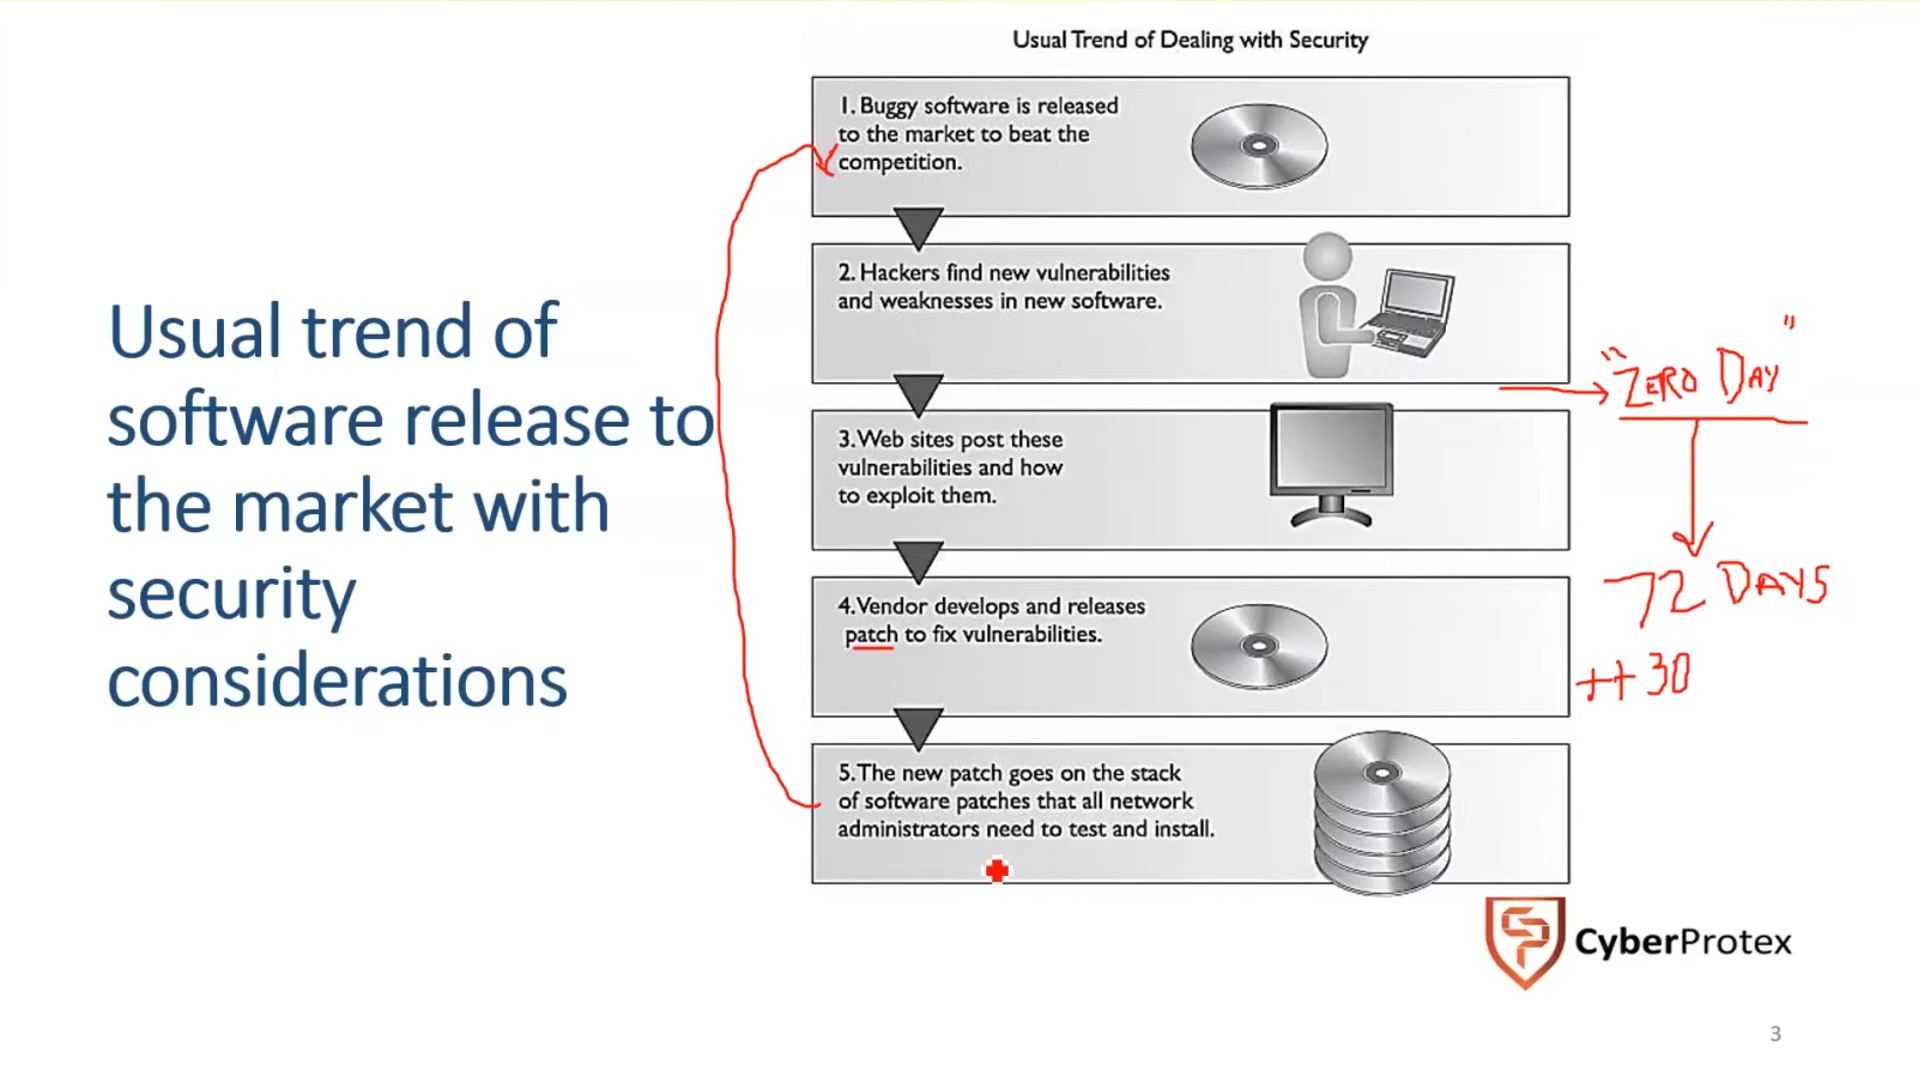 Usual trend of
software release to
the market with
security
considerations
Usual Trend of Dealing with Security
1. Buggy software is released
to the market to beat the
competition.
2. Hackers find new vulnerabilities
and weaknesses in new software.
3. Web sites post these
vulnerabilities and how
to exploit them.
4. Vendor develops and releases
patch to fix vulnerabilities.
5. The new patch goes on the stack
of software patches that all network
administrators need to test and install.
"ZERO DAY"
72 DAYS
++30
CyberProtex
3